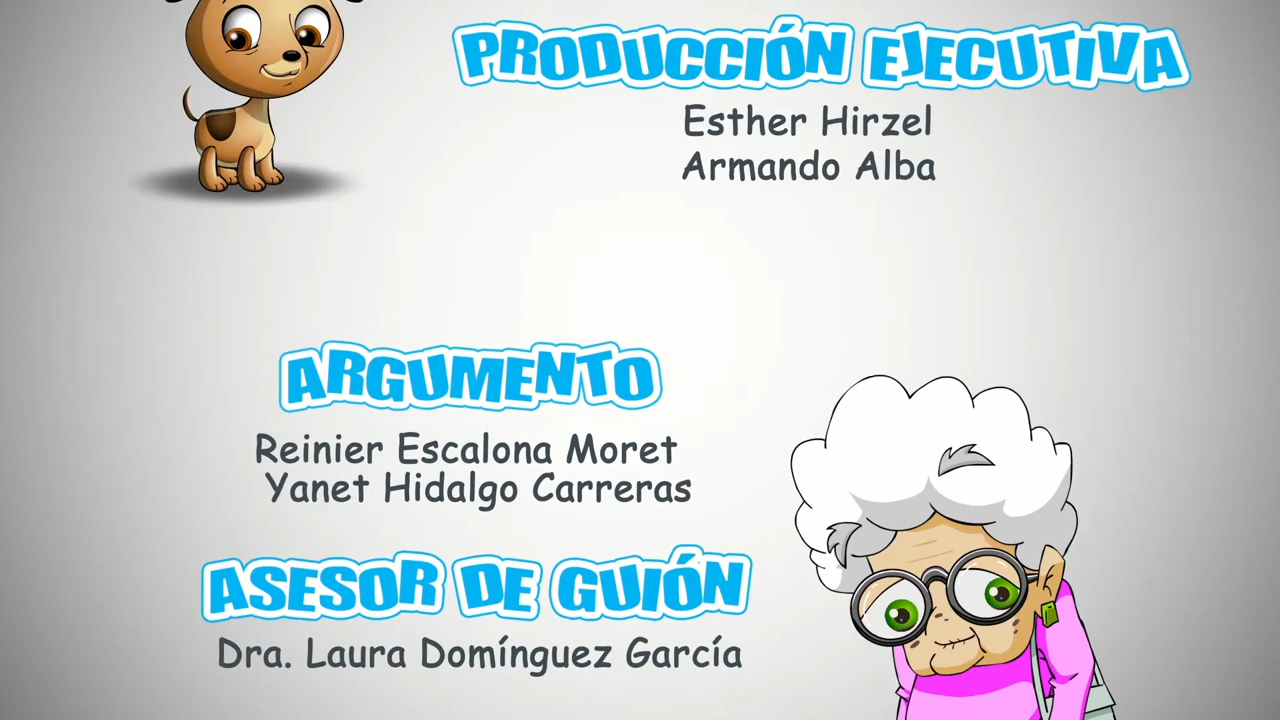 PRODUCCIÓN EJECUTIVA
Esther Hirzel
Armando Alba
ARGUMENTO
Reinier Escalona Moret
Yanet Hidalgo Carreras
ASESOR DE GUIÓN
Dra. Laura Domínguez García